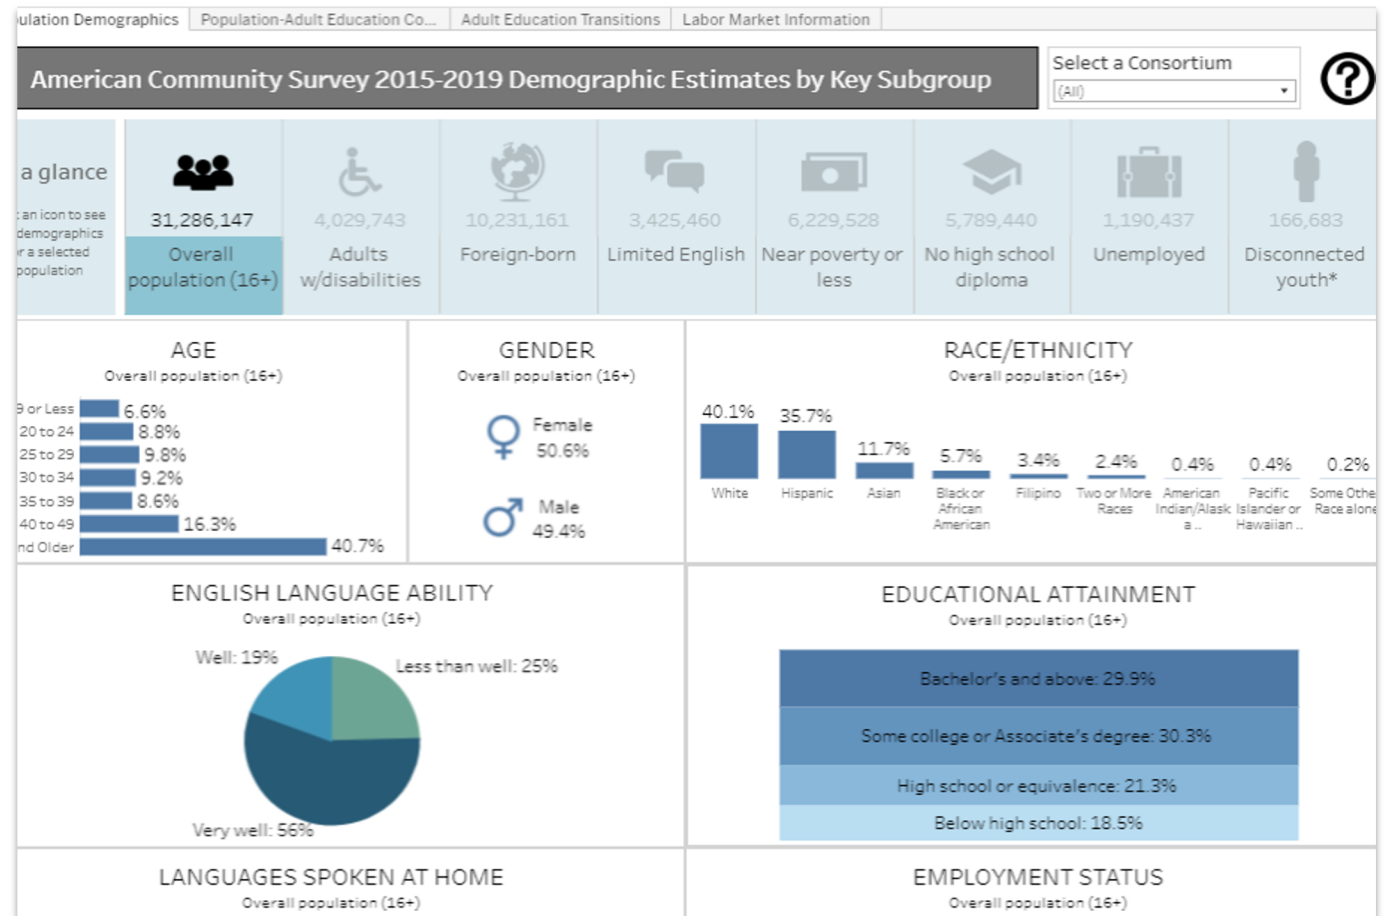 ulation Demographics
Population-Adult Education Co...
Adult Education Transitions
Labor Market Information
American Community Survey 2015-2019 Demographic Estimates by Key Subgroup
Select a Consortium
(All)
?
a glance
an icon to see
demographics
r a selected
population
31,286,147
Overall
population (16+)
4,029,743
Adults
w/disabilities
10,231,161
Foreign-born
3,425,460
Limited English
6,229,528
Near poverty or
less
5,789,440
No high school
diploma
1,190,437
Unemployed
166,683
Disconnected
youth*
AGE
Overall population (16+)
9 or Less 6.6%
20 to 24 8.8%
25 to 29 9.8%
30 to 34 9.2%
35 to 39 8.6%
40 to 49 16.3%
nd Older 40.7%
GENDER
Overall population (16+)
Female
50.6%
Male
49.4%
RACE/ETHNICITY
Overall population (16+)
40.1%
White
35.7%
Hispanic
11.7%
Asian
5.7%
Black or
African
American
3.4%
Filipino
2.4%
Two or More
Races
0.4%
American
Indian/Alask
a ..
0.4%
Pacific
Islander or
Hawaiian ..
0.2%
Some Othe
Race alone
ENGLISH LANGUAGE ABILITY
Overall population (16+)
Well: 19%
Less than well: 25%
Very well: 56%
EDUCATIONAL ATTAINMENT
Overall population (16+)
Bachelor's and above: 29.9%
Some college or Associate's degree: 30.3%
High school or equivalence: 21.3%
Below high school: 18.5%
LANGUAGES SPOKEN AT HOME
Overall population (16+)
EMPLOYMENT STATUS
Overall population (16+)